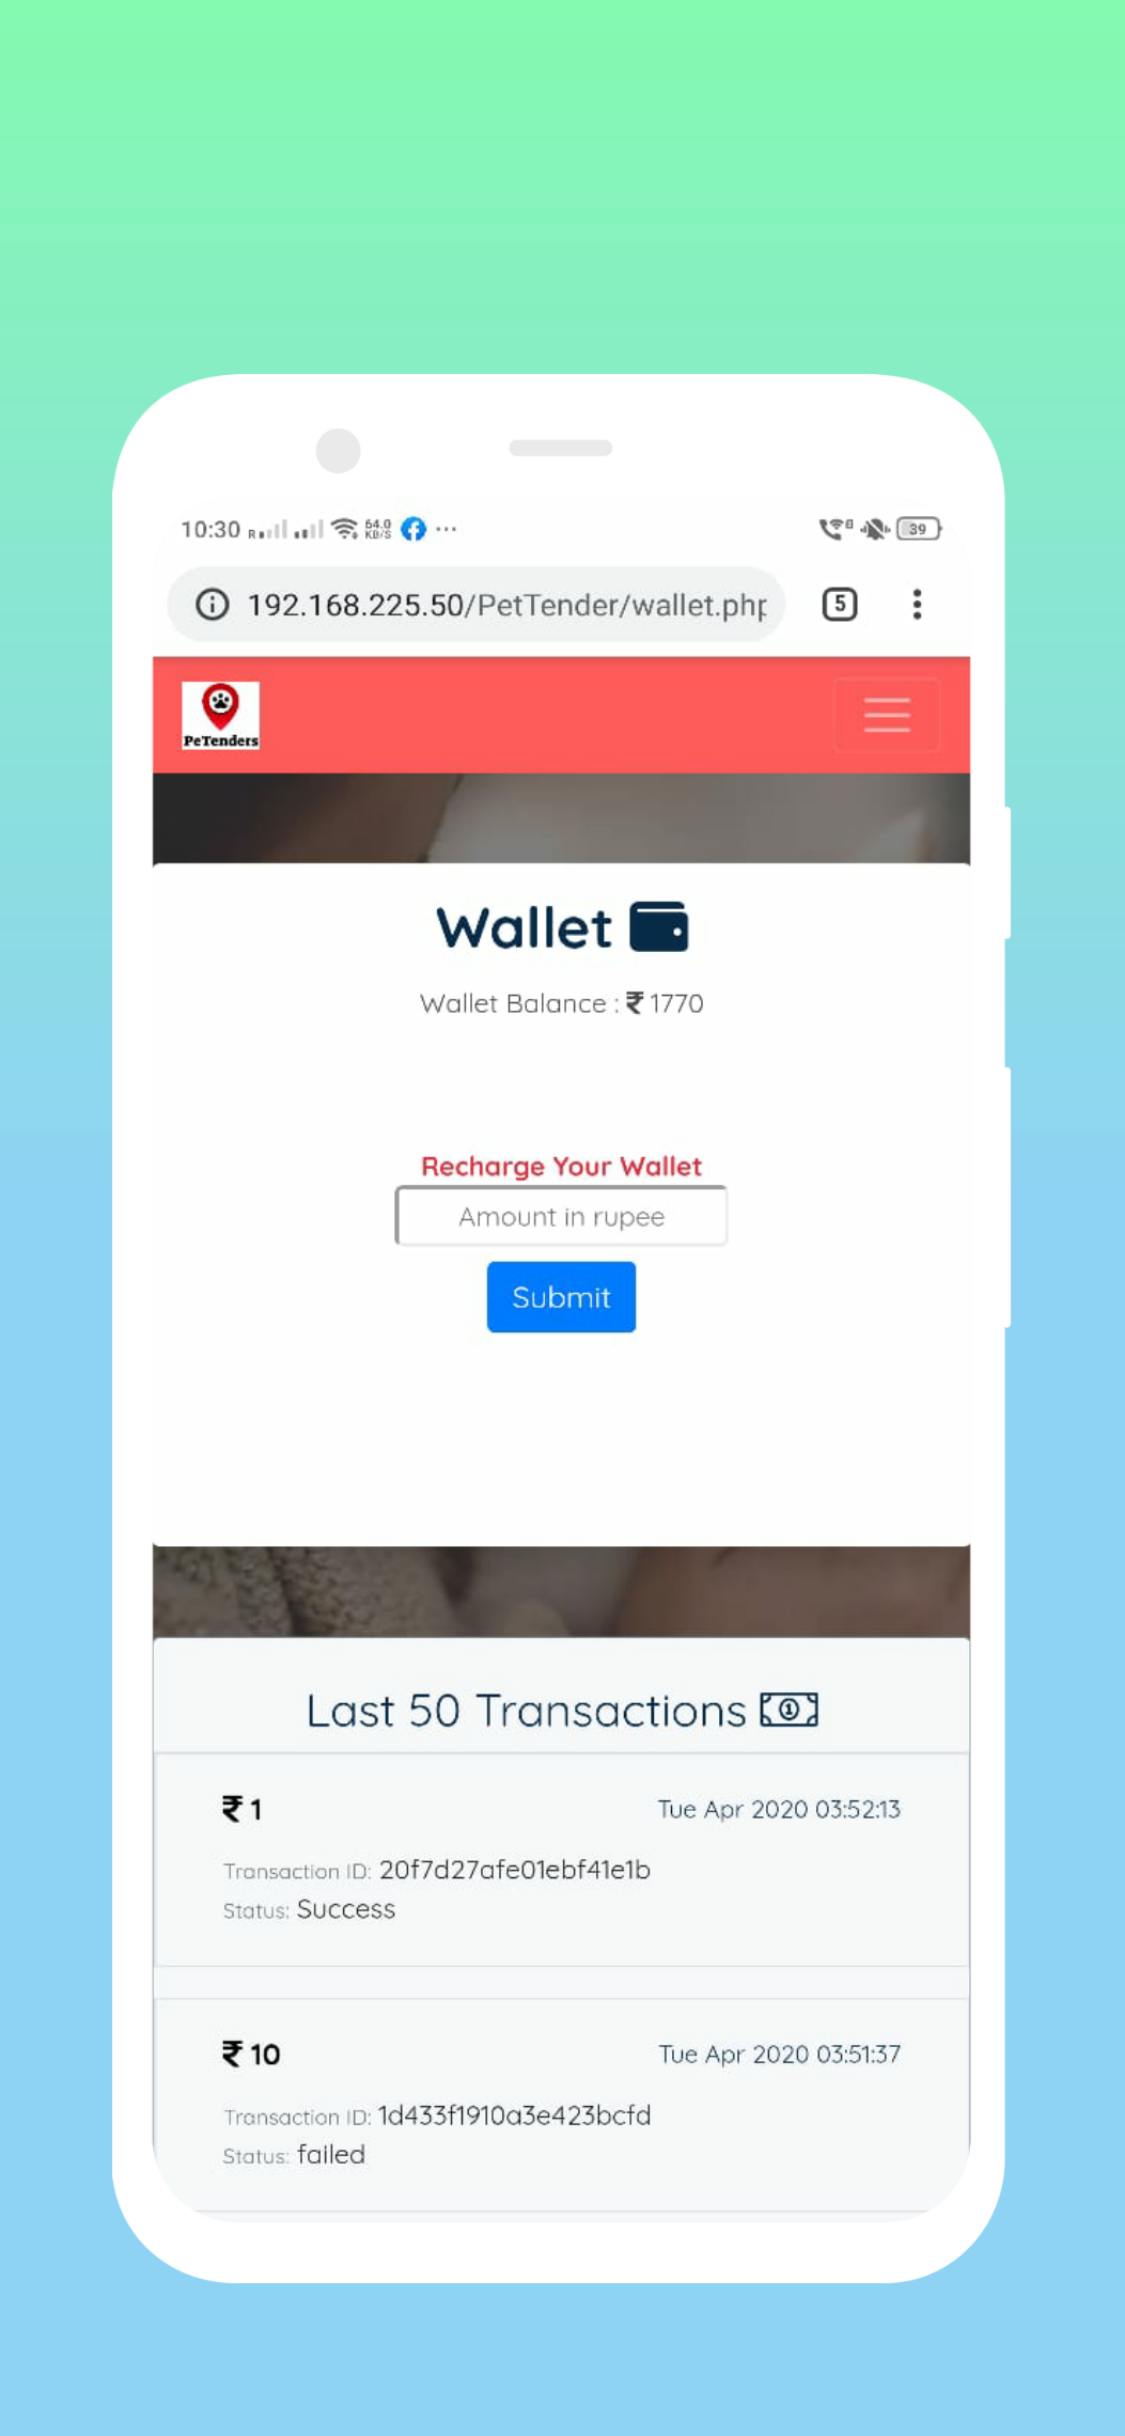 10:30 R 64.0 KB/S ··· 39
192.168.225.50/PetTender/wallet.php 5
PeTenders
Wallet
Wallet Balance : ₹ 1770
Recharge Your Wallet
Amount in rupee
Submit
Last 50 Transactions
₹ 1 Tue Apr 2020 03:52:13
Transaction ID: 20f7d27afe01ebf41e1b
Status: Success
₹ 10 Tue Apr 2020 03:51:37
Transaction ID: 1d433f1910a3e423bcfd
Status: failed